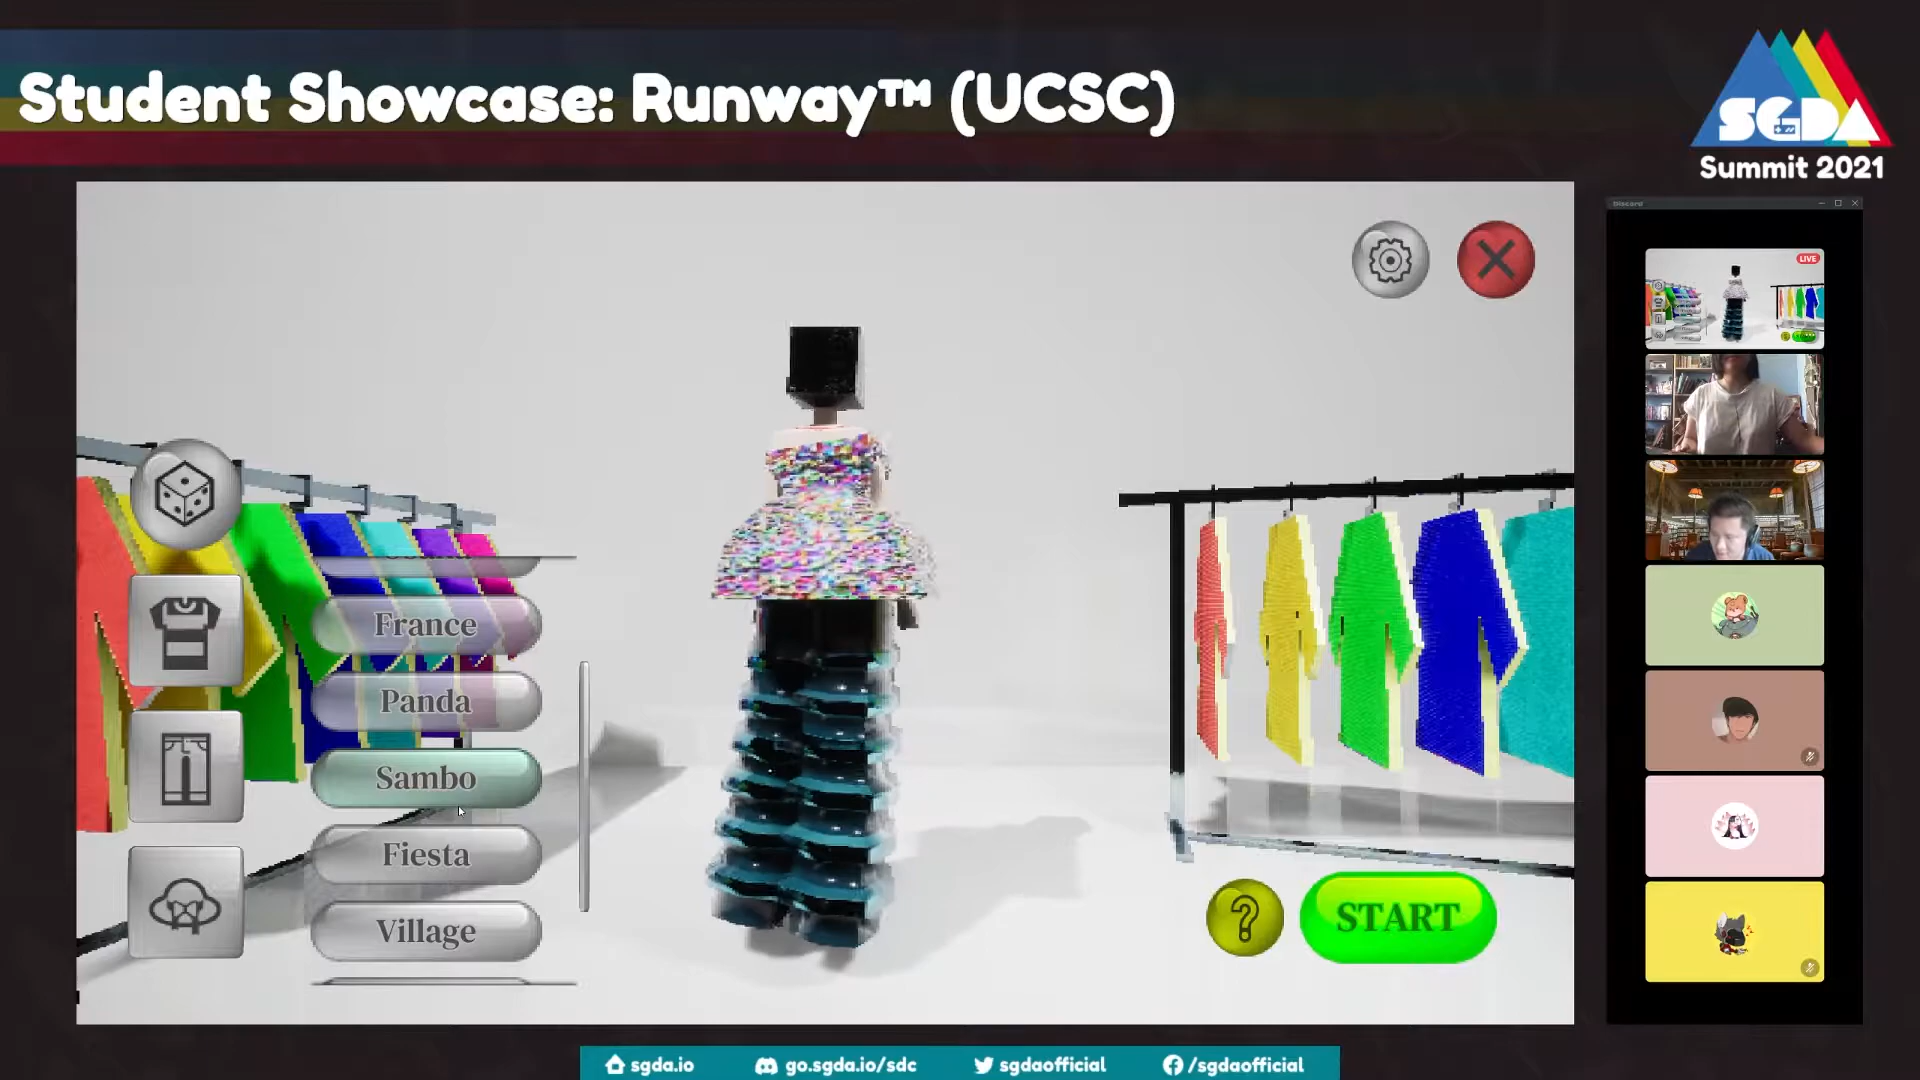 Student Showcase: Runway™ (UCSC)
SGDA
Summit 2021
Discord
LIVE
France
Panda
Sambo
Fiesta
Village
?
START
sgda.io
go.sgda.io/sdc
sgdaofficial
/sgdaofficial